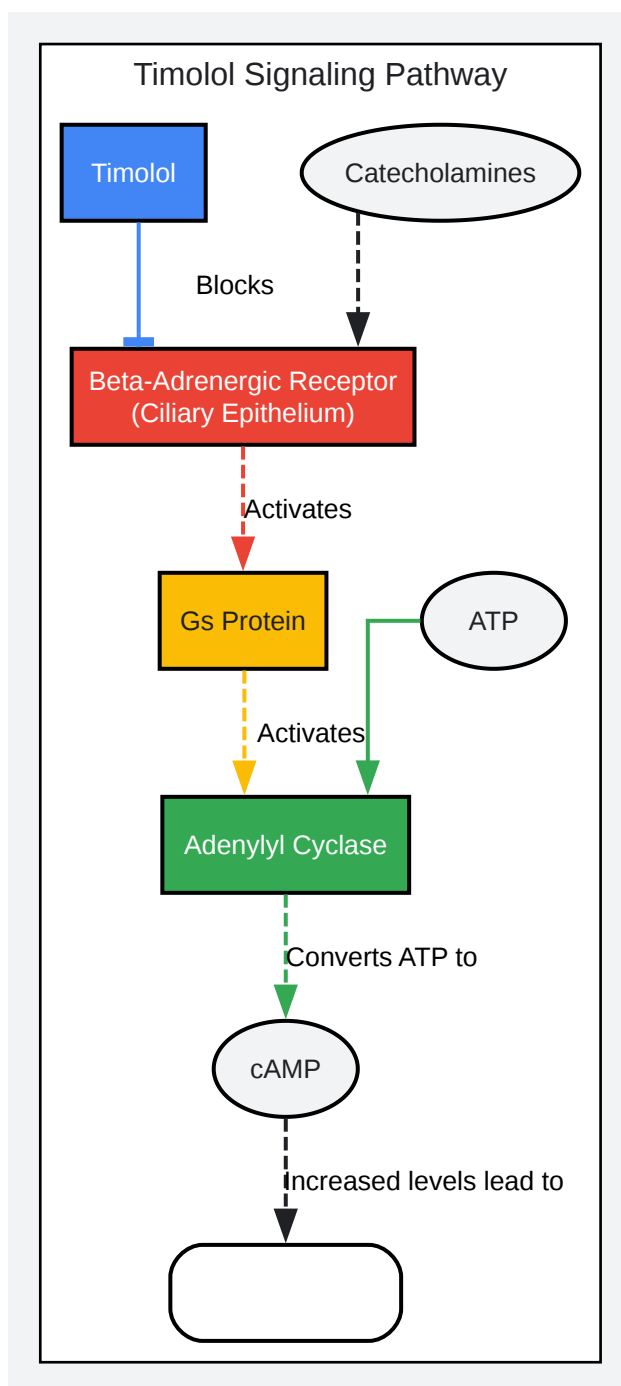 Timolol Signaling Pathway
Timolol
Catecholamines
Blocks
Beta-Adrenergic Receptor
(Ciliary Epithelium)
Activates
Gs Protein
ATP
Activates
Adenylyl Cyclase
Converts ATP to
cAMP
Increased levels lead to